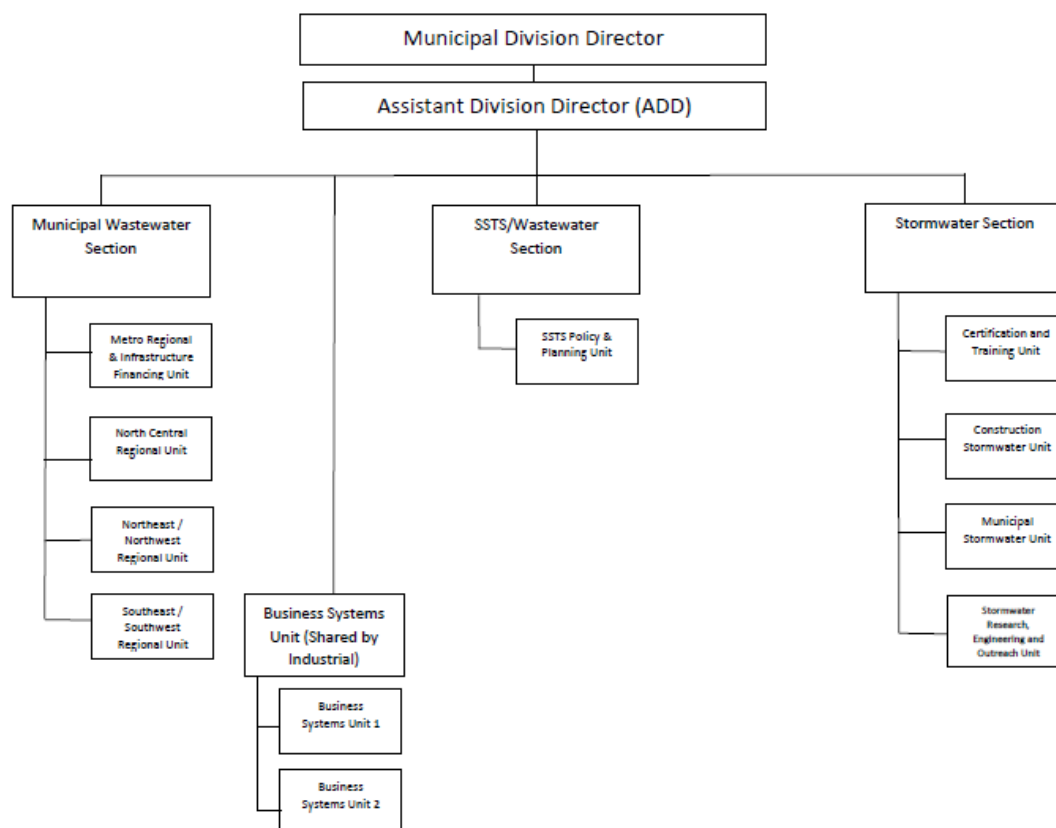 Municipal Division Director
Assistant Division Director (ADD)
Municipal Wastewater
Section
Metro Regional
& Infrastructure
Financing Unit
North Central
Regional Unit
Northeast /
Northwest
Regional Unit
Southeast /
Southwest
Regional Unit
Business Systems
Unit (Shared by
Industrial)
Business
Systems Unit 1
Business
Systems Unit 2
SSTS/Wastewater
Section
SSTS Policy &
Planning Unit
Stormwater Section
Certification and
Training Unit
Construction
Stormwater Unit
Municipal
Stormwater Unit
Stormwater
Research,
Engineering and
Outreach Unit